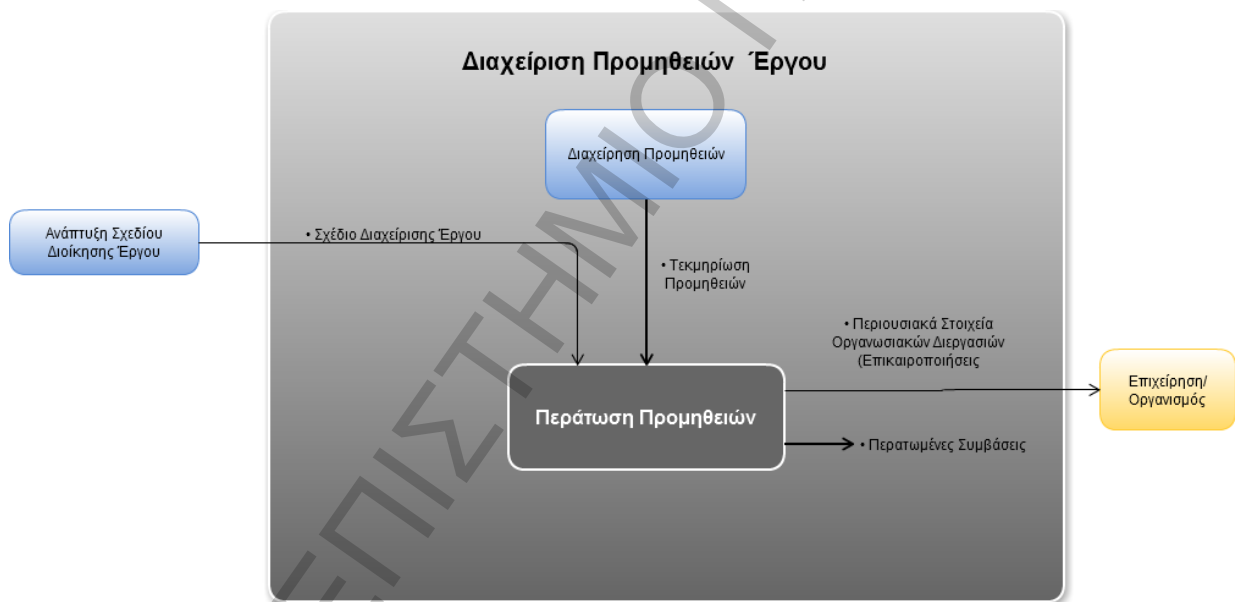 Διαχείριση Προμηθειών Έργου
Διαχείρηση Προμηθειών
Ανάπτυξη Σχεδίου
Διοίκησης Έργου
• Σχέδιο Διαχείρισης Έργου
• Τεκμηρίωση
Προμηθειών
• Περιουσιακά Στοιχεία
Οργανωσιακών Διεργασιών
(Επικαιροποιήσεις
Επιχείρηση/
Οργανισμός
Περάτωση Προμηθειών
• Περατωμένες Συμβάσεις
ΕΠΙΣΤΗΜΙΟ